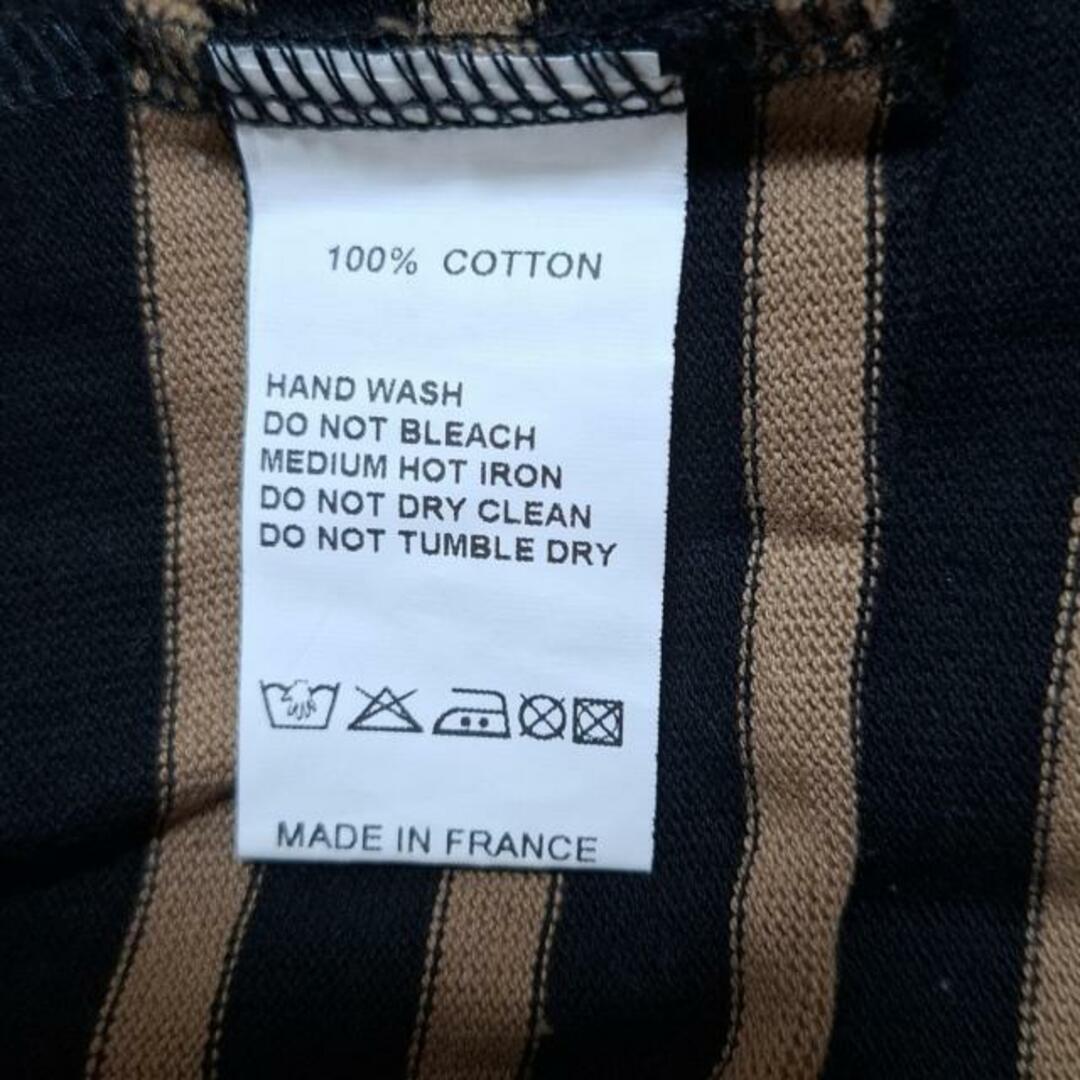 100% COTTON
HAND WASH
DO NOT BLEACH
MEDIUM HOT IRON
DO NOT DRY CLEAN
DO NOT TUMBLE DRY
MADE IN FRANCE